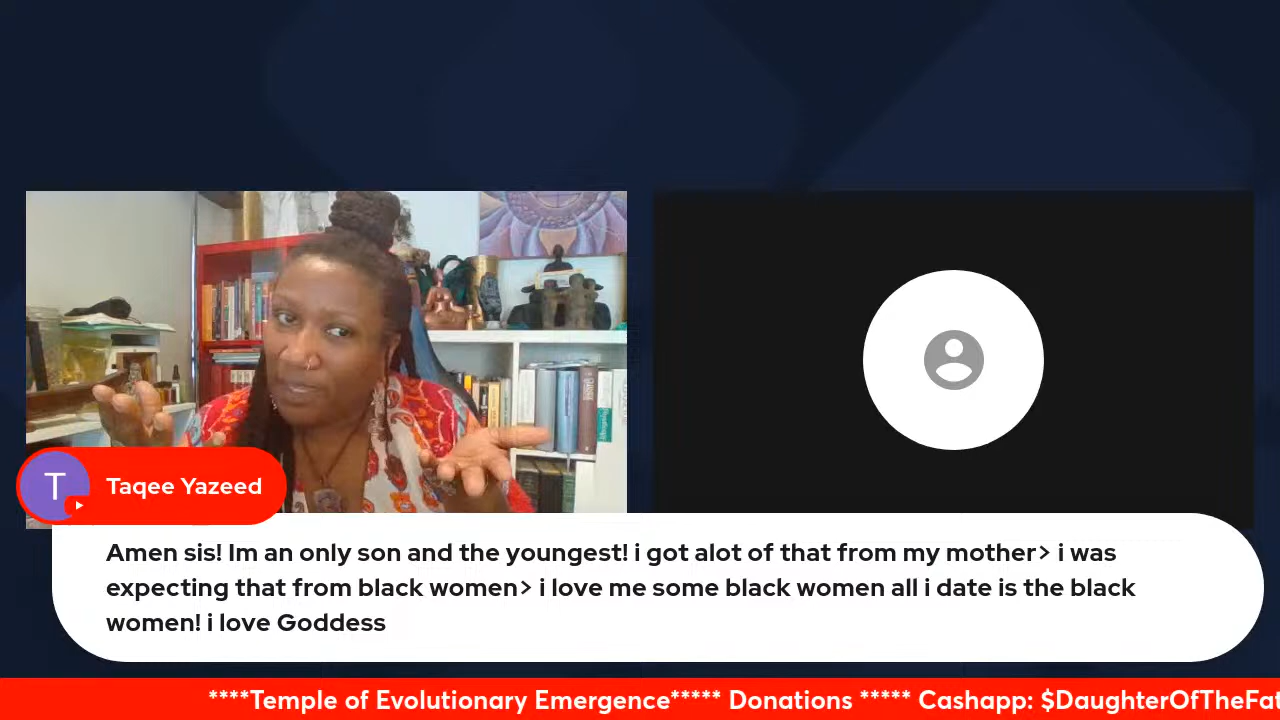 T
Taqee Yazeed
Amen sis! Im an only son and the youngest! i got alot of that from my mother> i was
expecting that from black women> i love me some black women all i date is the black
women! i love Goddess
****Temple of Evolutionary Emergence***** Donations ***** Cashapp: $DaughterOfTheFat